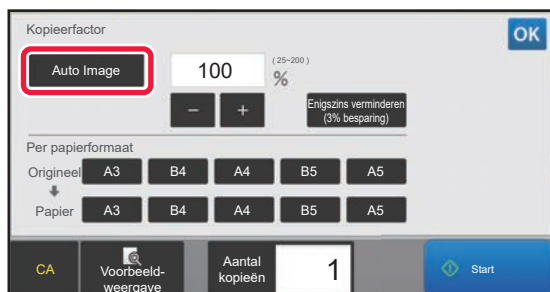 Kopieerfactor
OK
Auto Image
100
(25~200)
%
–
+
Enigszins verminderen
(3% besparing)
Per papierformaat
Origineel
A3
B4
A4
B5
A5
Papier
A3
B4
A4
B5
A5
CA
Voorbeeld-
weergave
Aantal
kopieën
1
Start